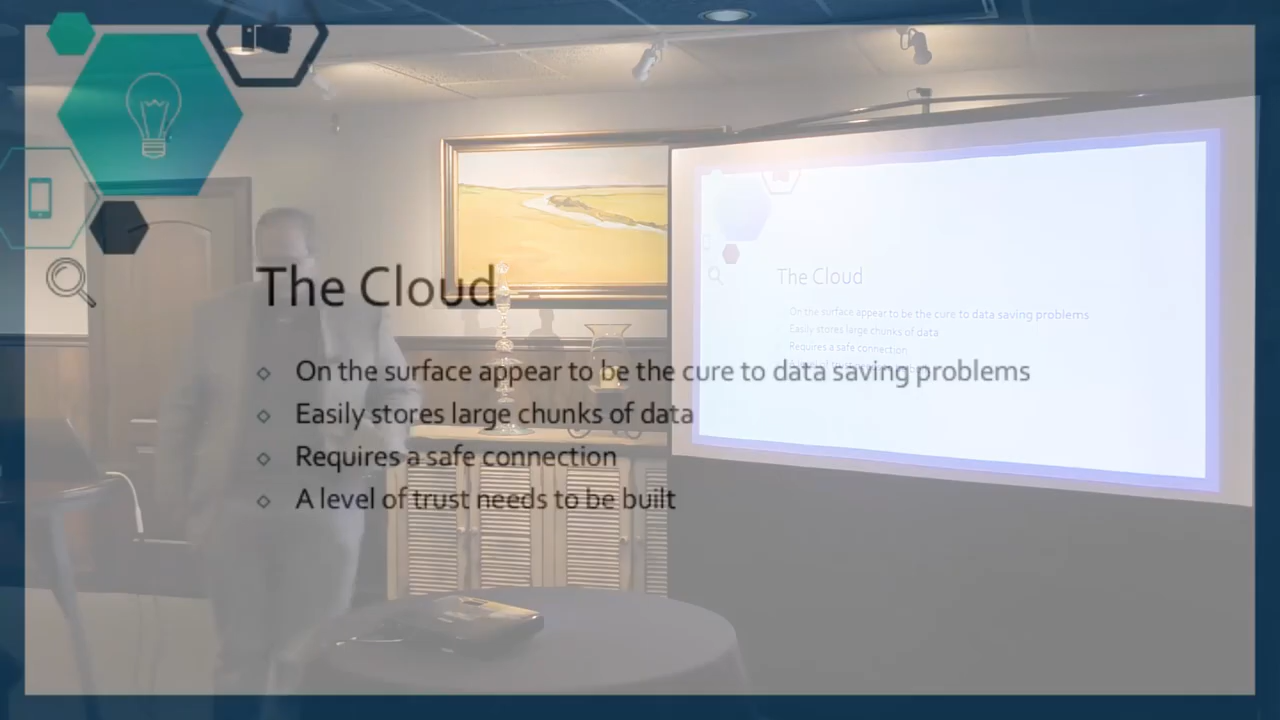 The Cloud
On the surface appear to be the cure to data saving problems
Easily stores large chunks of data
Requires a safe connection
A level of trust needs to be built
The Cloud
On the surface appear to be the cure to data saving problems
Easily stores large chunks of data
Requires a safe connection